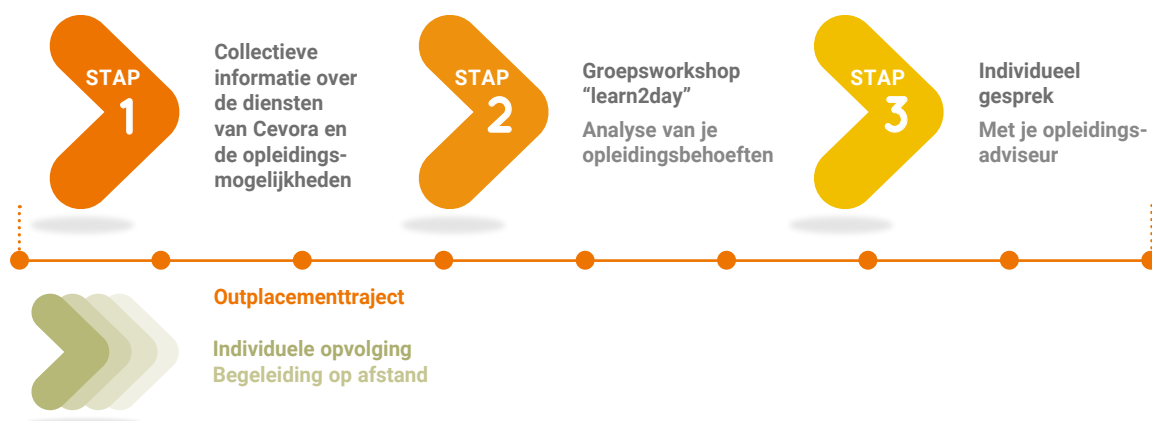 STAP
1
Collectieve
informatie over
de diensten
van Cevora en
de opleidings-
mogelijkheden
STAP
2
Groepsworkshop
“learn2day”
Analyse van je
opleidingsbehoeften
STAP
3
Individueel
gesprek
Met je opleidings-
adviseur
Outplacementtraject
Individuele opvolging
Begeleiding op afstand